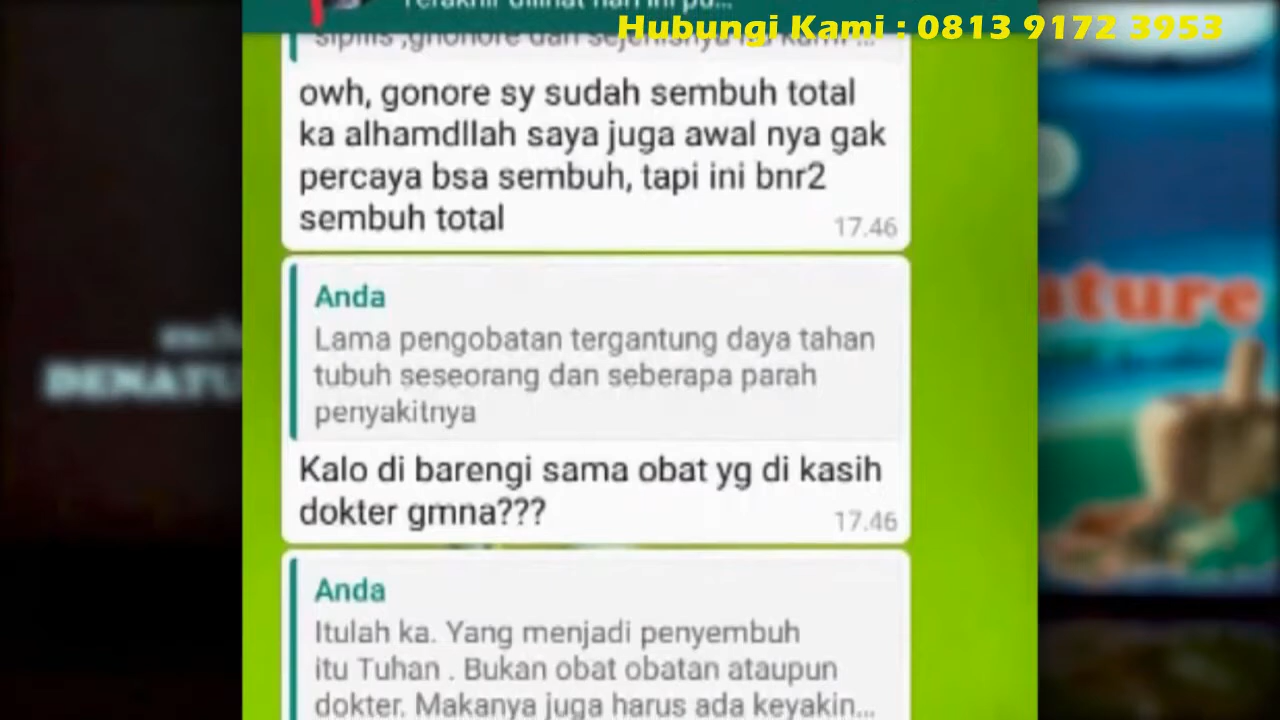 Hubungi Kami : 0813 9172 3953
owh, gonore sy sudah sembuh total
ka alhamdllah saya juga awal nya gak
percaya bsa sembuh, tapi ini bnr2
sembuh total
17.46
Anda
Lama pengobatan tergantung daya tahan
tubuh seseorang dan seberapa parah
penyakitnya
Kalo di barengi sama obat yg di kasih
dokter gmna???
17.46
Anda
Itulah ka. Yang menjadi penyembuh
itu Tuhan . Bukan obat obatan ataupun
dokter. Makanya juga harus ada keyakin...
ature
DENATU